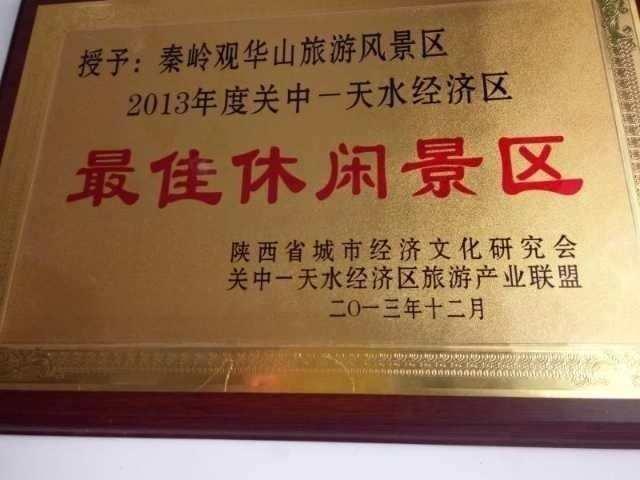 授予：秦岭观华山旅游风景区
2013年度关中－天水经济区
最佳休闲景区
陕西省城市经济文化研究会
关中－天水经济区旅游产业联盟
二〇一三年十二月